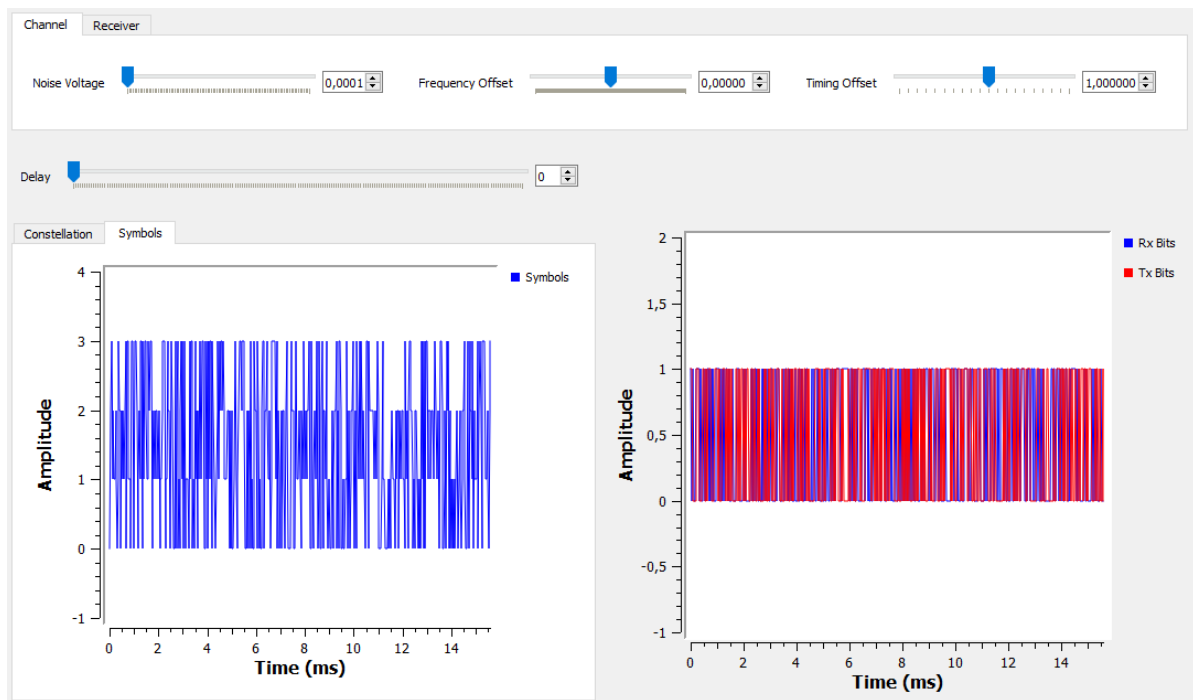 Channel Receiver
Noise Voltage 0,0001 Frequency Offset 0,00000 Timing Offset 1,000000
Delay 0
Constellation Symbols
4
3
2
1
0
-1
Amplitude
0 2 4 6 8 10 12 14
Time (ms)
Symbols
2
1,5
1
0,5
0
-0,5
-1
Amplitude
0 2 4 6 8 10 12 14
Time (ms)
Rx Bits
Tx Bits